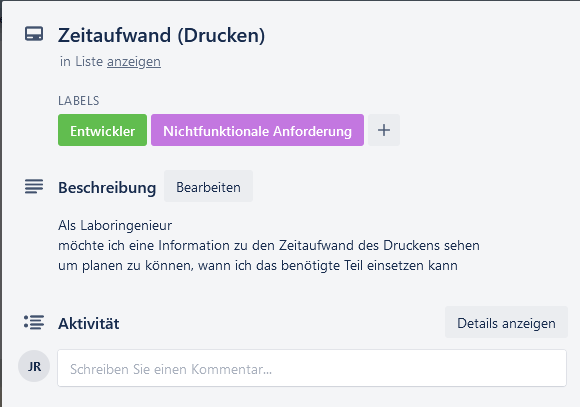 Zeitaufwand (Drucken)
in Liste anzeigen
LABELS
Entwickler
Nichtfunktionale Anforderung
+
Beschreibung
Bearbeiten
Als Laboringenieur
möchte ich eine Information zu den Zeitaufwand des Druckens sehen
um planen zu können, wann ich das benötigte Teil einsetzen kann
Aktivität
Details anzeigen
JR
Schreiben Sie einen Kommentar...